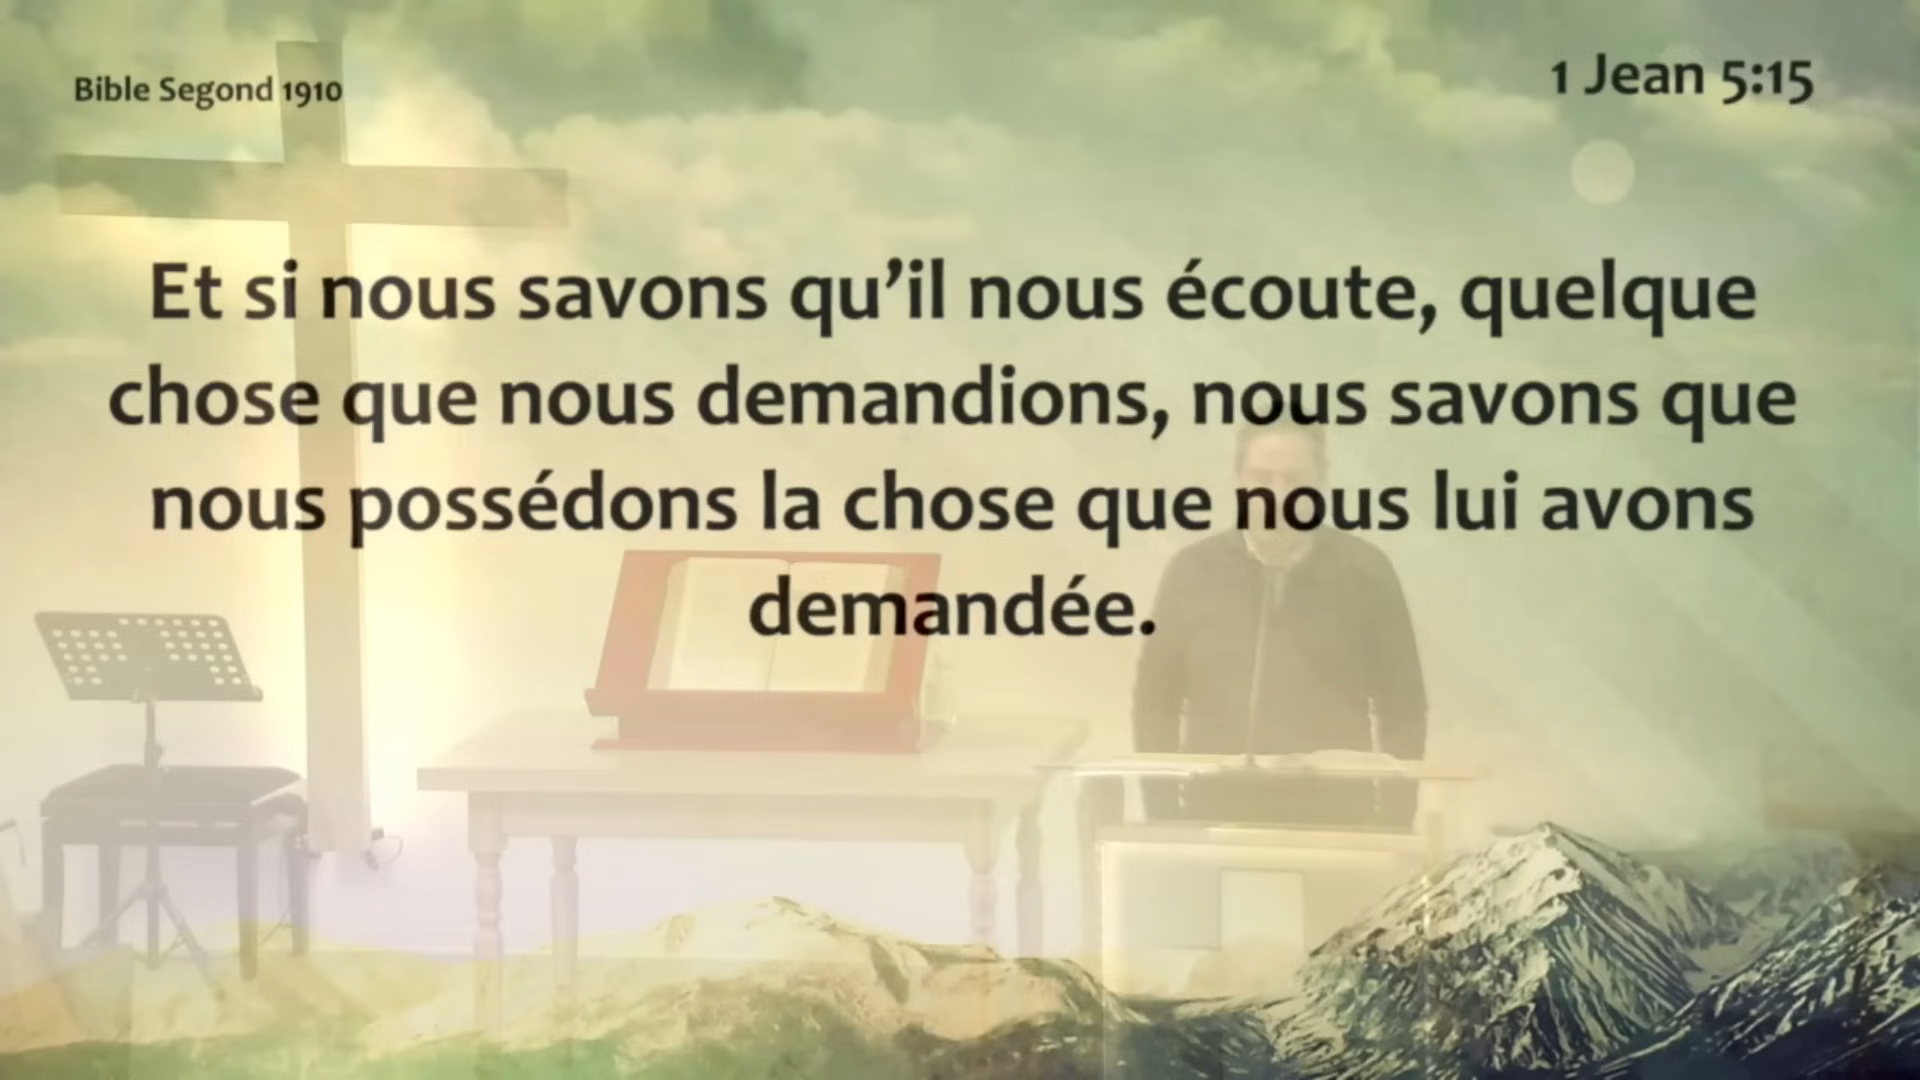 Bible Segond 1910
1 Jean 5:15
Et si nous savons qu’il nous écoute, quelque
chose que nous demandions, nous savons que
nous possédons la chose que nous lui avons
demandée.